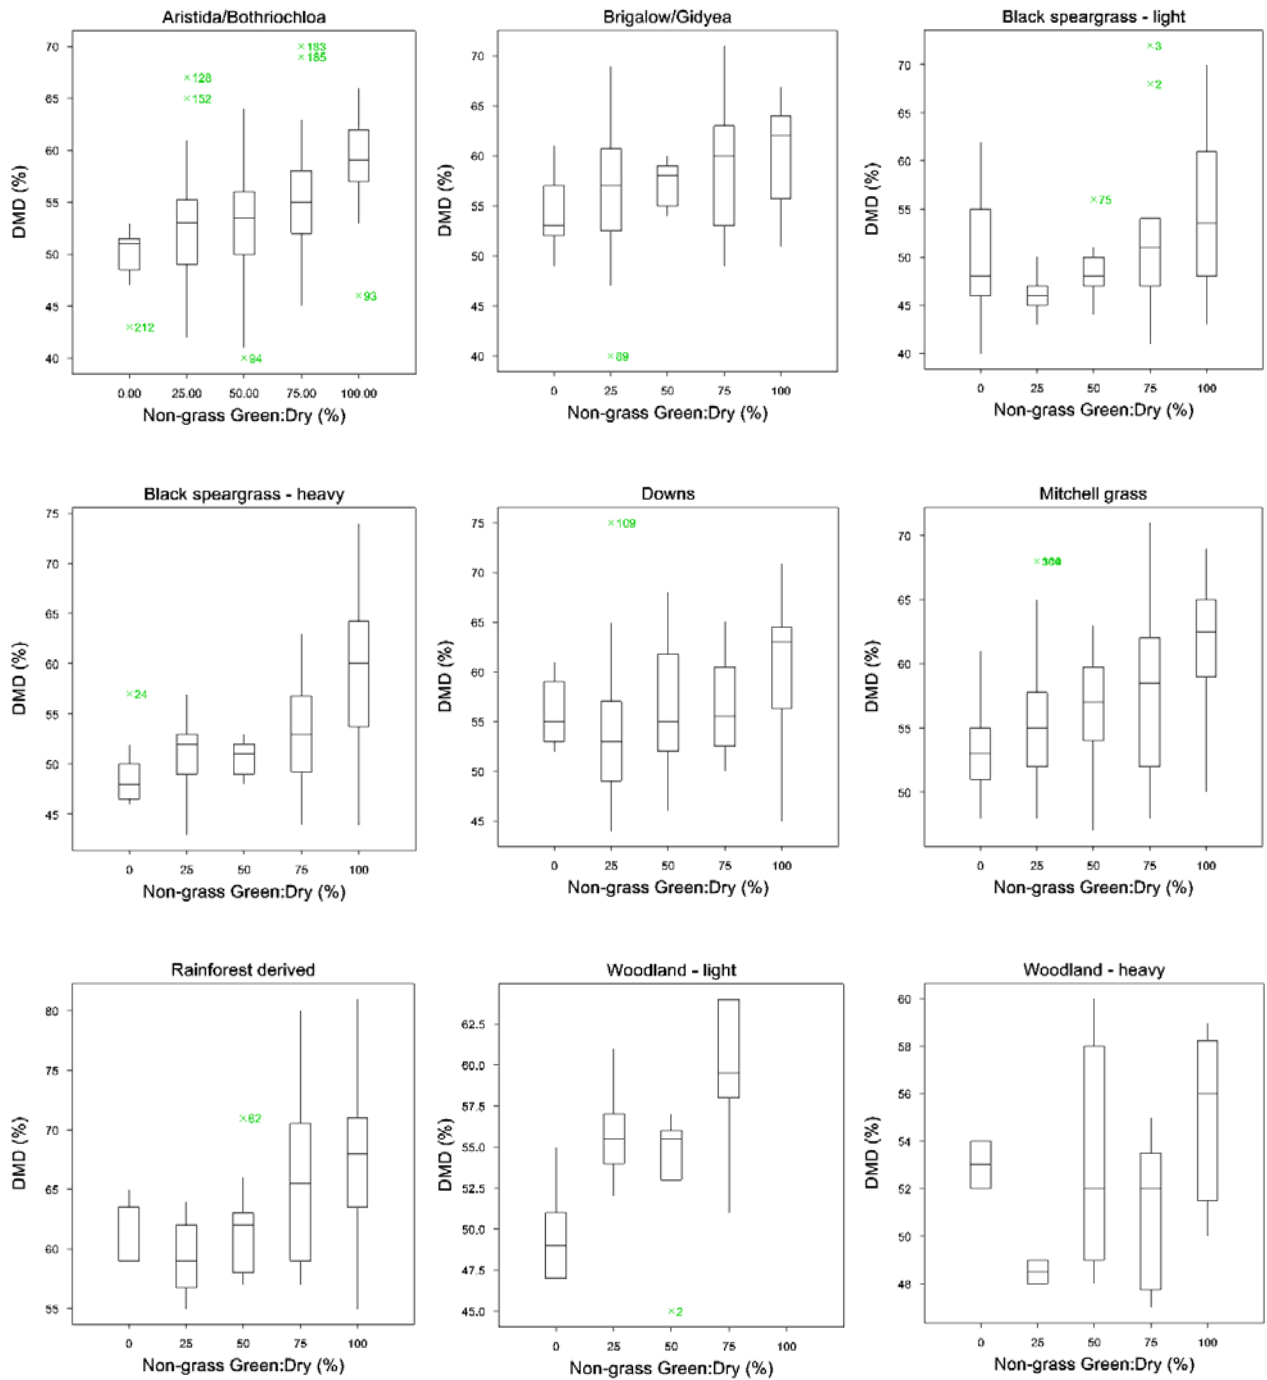 Aristida/Bothriochloa
70
65
60
55
50
45
40
DMD (%)
183
185
128
152
93
212
94
0.00 25.00 50.00 75.00 100.00
Non-grass Green:Dry (%)
Brigalow/Gidyea
70
65
60
55
50
45
40
DMD (%)
89
0 25 50 75 100
Non-grass Green:Dry (%)
Black speargrass - light
70
65
60
55
50
45
40
DMD (%)
3
2
75
0 25 50 75 100
Non-grass Green:Dry (%)
Black speargrass - heavy
75
70
65
60
55
50
45
DMD (%)
24
0 25 50 75 100
Non-grass Green:Dry (%)
Downs
75
70
65
60
55
50
45
DMD (%)
109
0 25 50 75 100
Non-grass Green:Dry (%)
Mitchell grass
70
65
60
55
50
DMD (%)
0 25 50 75 100
Non-grass Green:Dry (%)
Rainforest derived
80
75
70
65
60
55
DMD (%)
62
0 25 50 75 100
Non-grass Green:Dry (%)
Woodland - light
62.5
60.0
57.5
55.0
52.5
50.0
47.5
45.0
DMD (%)
2
0 25 50 75 100
Non-grass Green:Dry (%)
Woodland - heavy
60
58
56
54
52
50
48
DMD (%)
0 25 50 75 100
Non-grass Green:Dry (%)